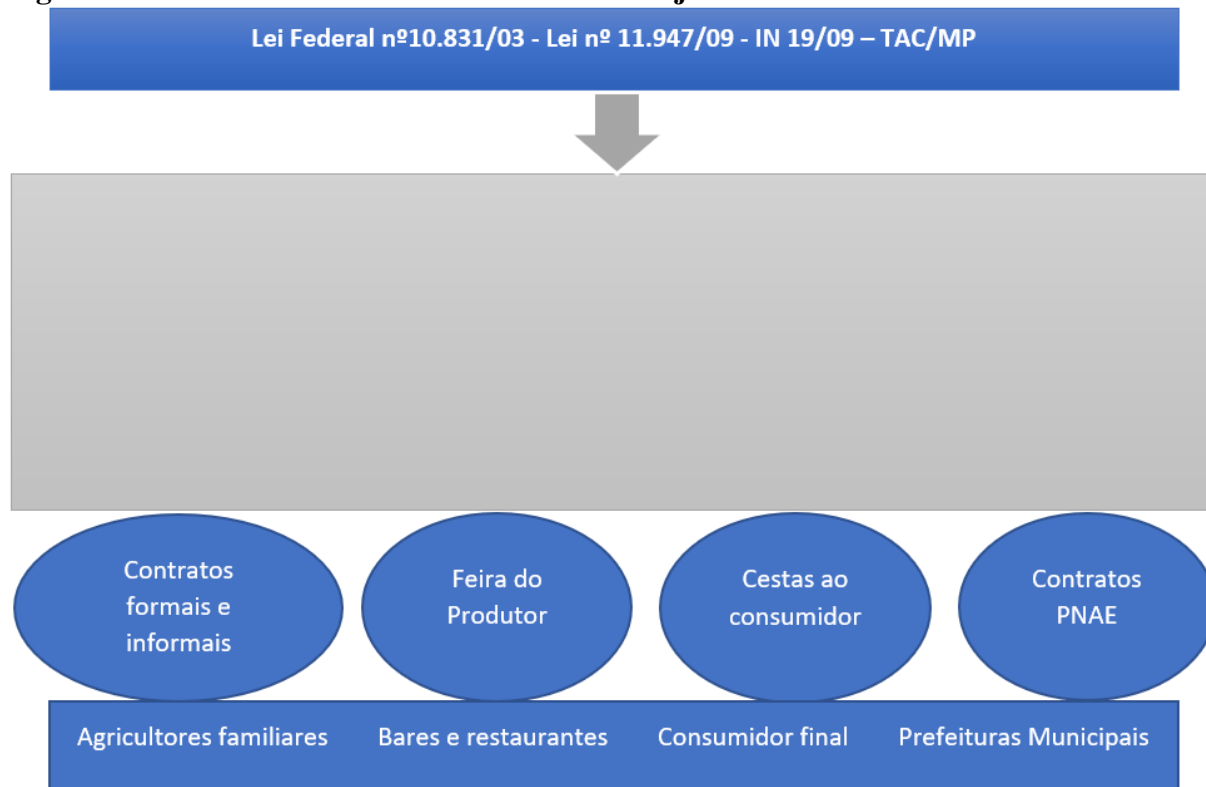 Lei Federal nº10.831/03 - Lei nº 11.947/09 - IN 19/09 – TAC/MP
Contratos
formais e
informais
Feira do
Produtor
Cestas ao
consumidor
Contratos
PNAE
Agricultores familiares
Bares e restaurantes
Consumidor final
Prefeituras Municipais